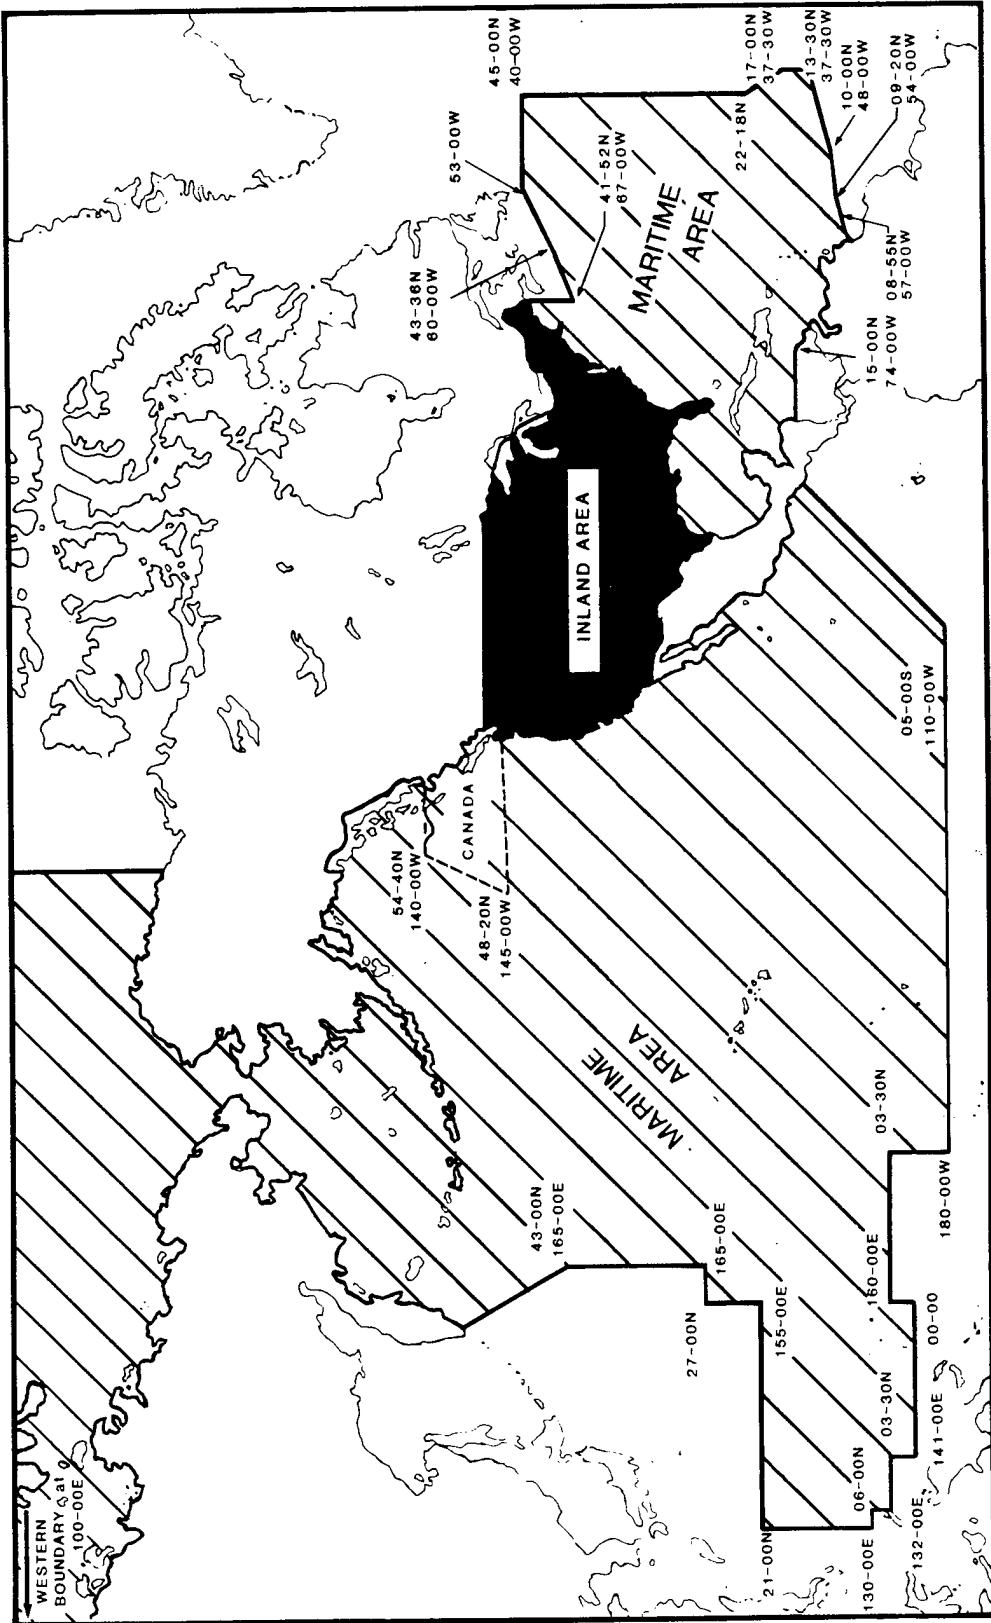 WESTERN
BOUNDARY at
100-00E
45-00N
40-00W
53-00W
43-36N
60-00W
41-52N
67-00W
17-00N
37-30W
13-30N
37-30W
10-00N
48-00W
09-20N
54-00W
22-18N
MARITIME
AREA
08-55N
57-00W
15-00N
74-00W
INLAND AREA
CANADA
54-40N
140-00W
48-20N
145-00W
05-00S
110-00W
MARITIME
AREA
43-00N
165-00E
165-00E
27-00N
155-00E
21-00N
03-30N
180-00W
160-00E
00-00
03-30N
141-00E
06-00N
132-00E
130-00E